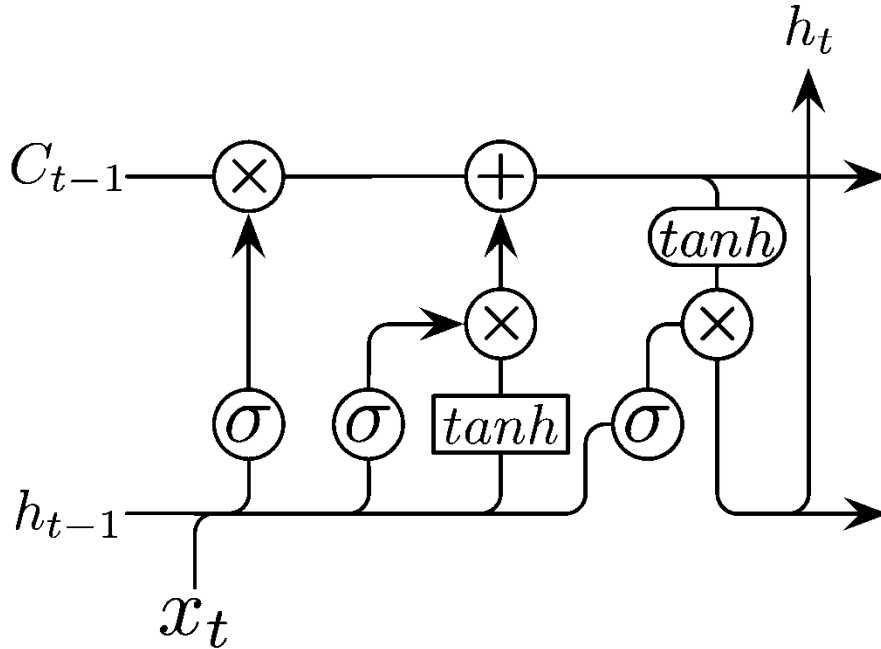 h_t
C_{t-1} × +
tanh
×
×
σ σ tanh σ
h_{t-1}
x_t